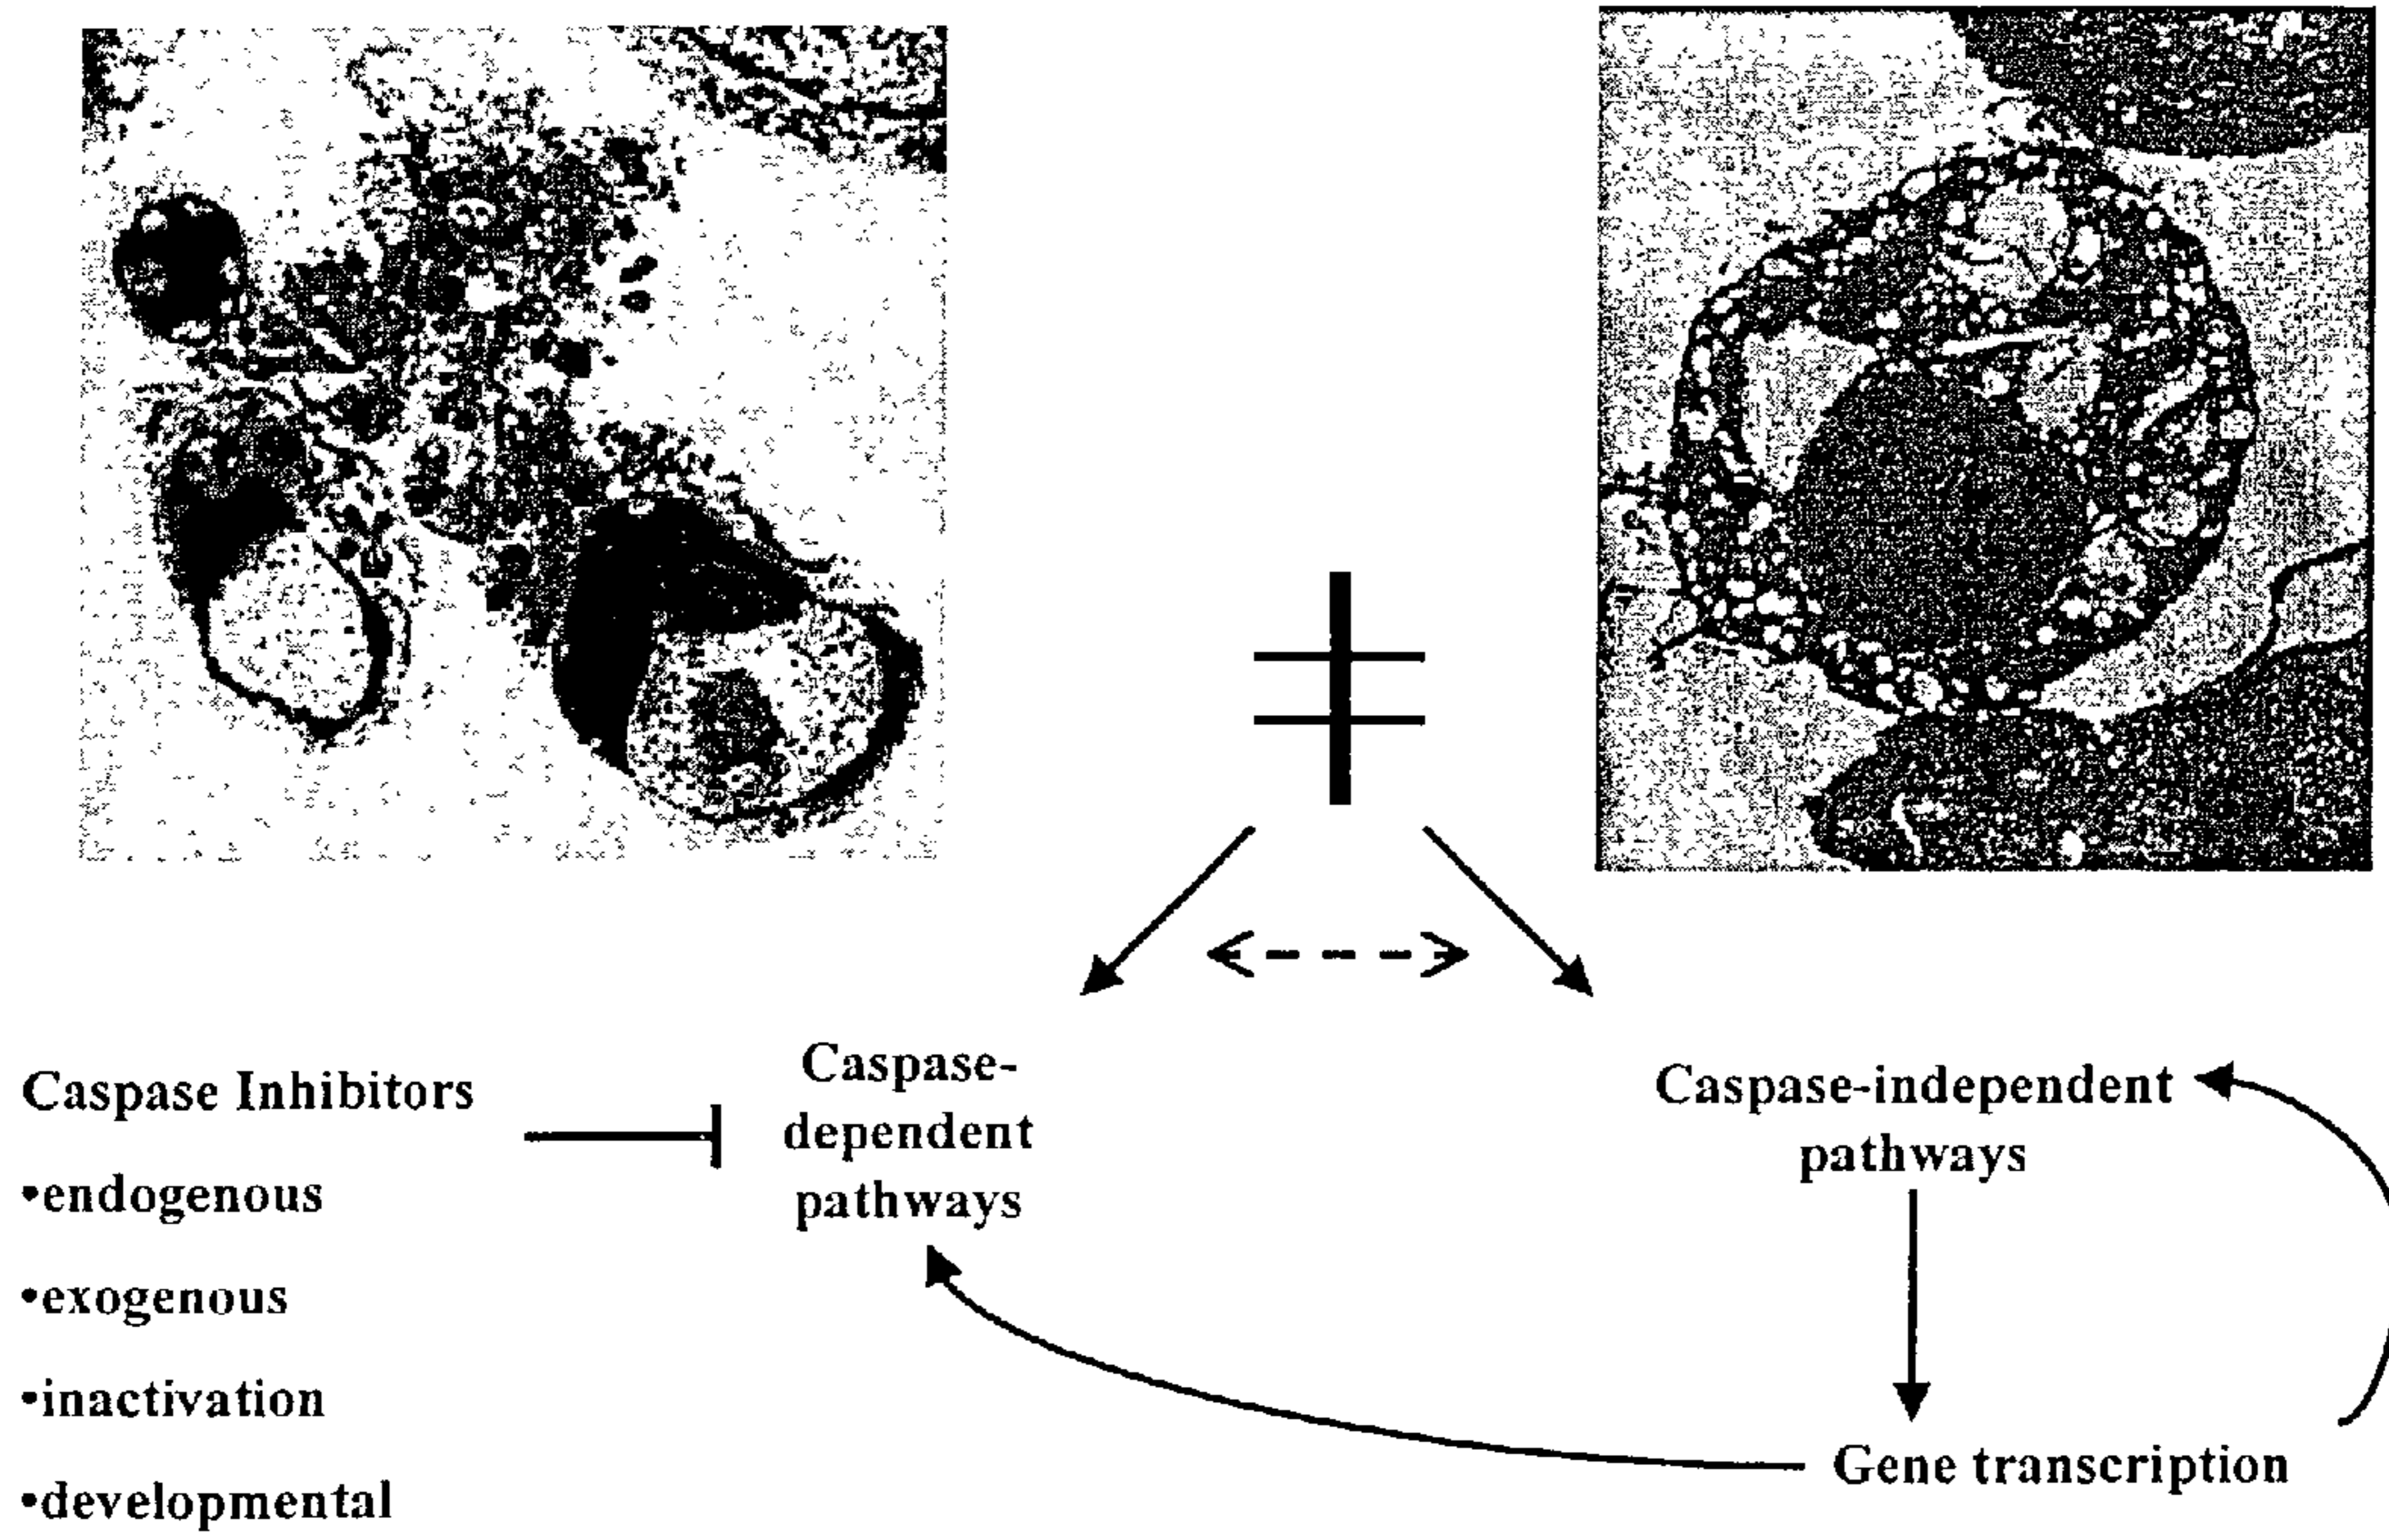 Caspase Inhibitors
•endogenous
•exogenous
•inactivation
•developmental
Caspase-
dependent
pathways
Caspase-independent
pathways
Gene transcription